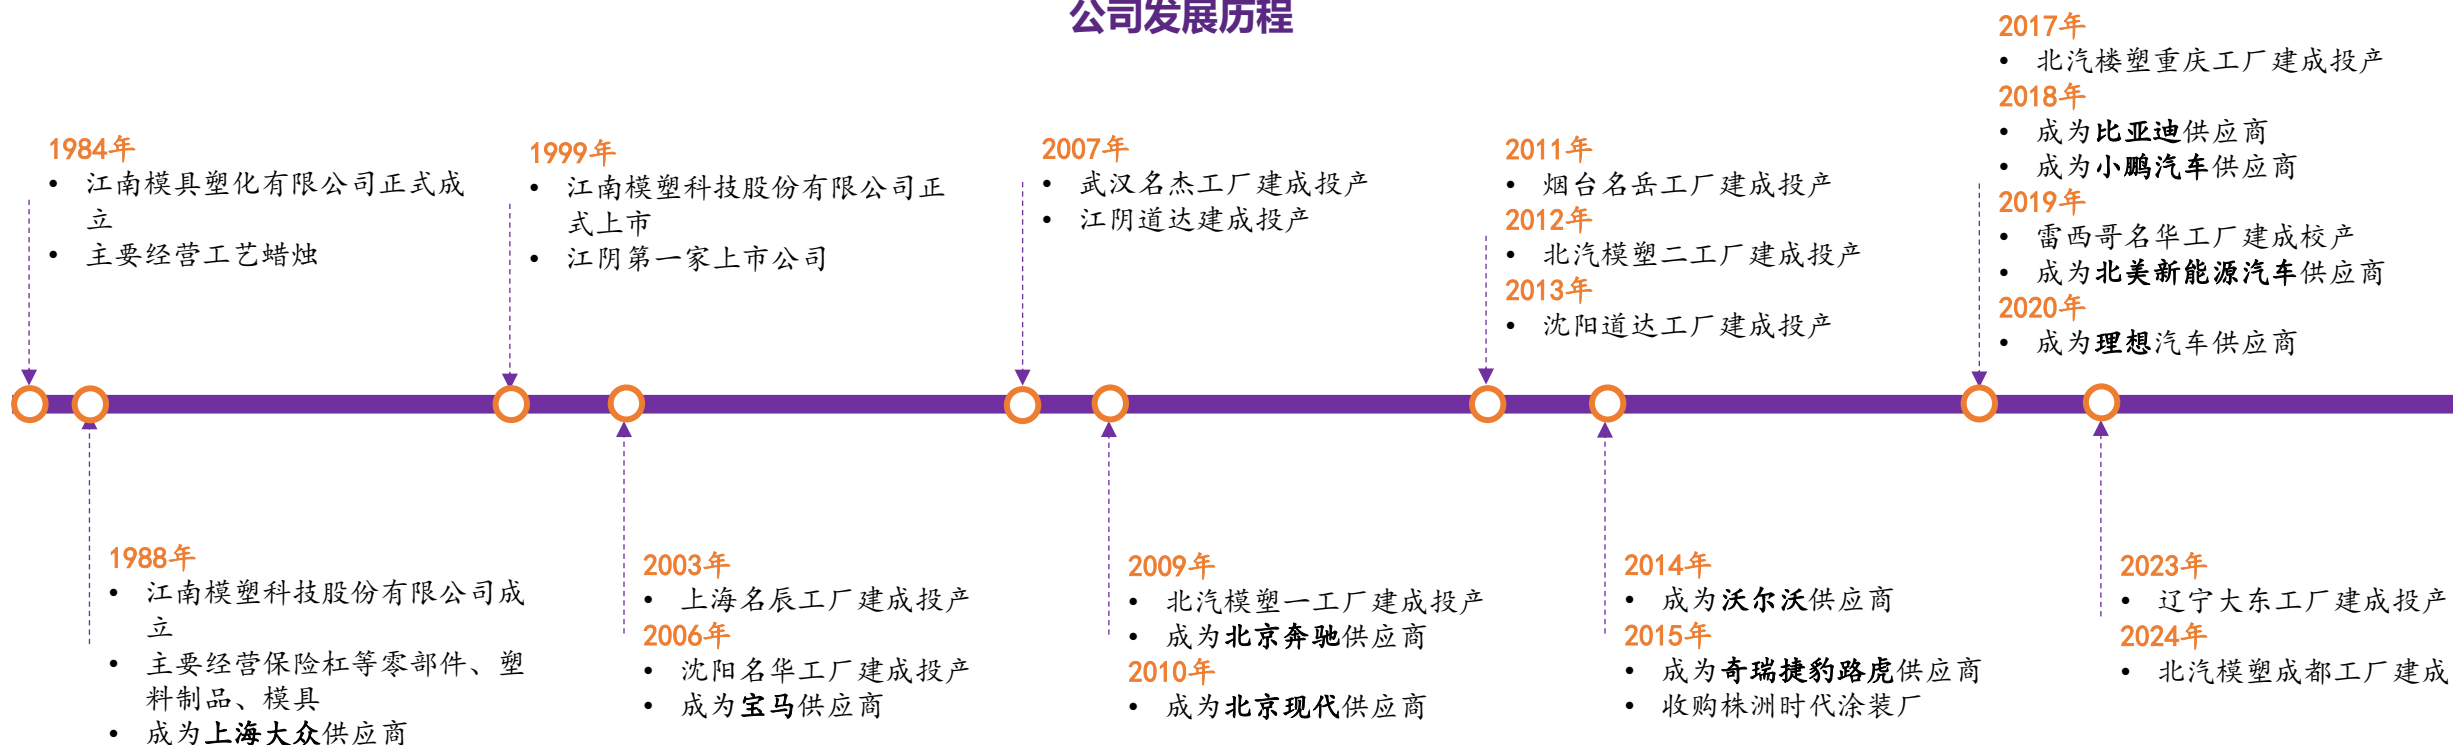 公司发展历程
1984年
• 江南模具塑化有限公司正式成
立
• 主要经营工艺蜡烛
1988年
• 江南模塑科技股份有限公司成
立
• 主要经营保险杠等零部件、塑
料制品、模具
• 成为上海大众供应商
1999年
• 江南模塑科技股份有限公司正
式上市
• 江阴第一家上市公司
2003年
• 上海名辰工厂建成投产
2006年
• 沈阳名华工厂建成投产
• 成为宝马供应商
2007年
• 武汉名杰工厂建成投产
• 江阴道达建成投产
2009年
• 北汽模塑一工厂建成投产
• 成为北京奔驰供应商
2010年
• 成为北京现代供应商
2011年
• 烟台名岳工厂建成投产
2012年
• 北汽模塑二工厂建成投产
2013年
• 沈阳道达工厂建成投产
2014年
• 成为沃尔沃供应商
2015年
• 成为奇瑞捷豹路虎供应商
• 收购株洲时代涂装厂
2017年
• 北汽楼塑重庆工厂建成投产
2018年
• 成为比亚迪供应商
• 成为小鹏汽车供应商
2019年
• 雷西哥名华工厂建成校产
• 成为北美新能源汽车供应商
2020年
• 成为理想汽车供应商
2023年
• 辽宁大东工厂建成投产
2024年
• 北汽模塑成都工厂建成